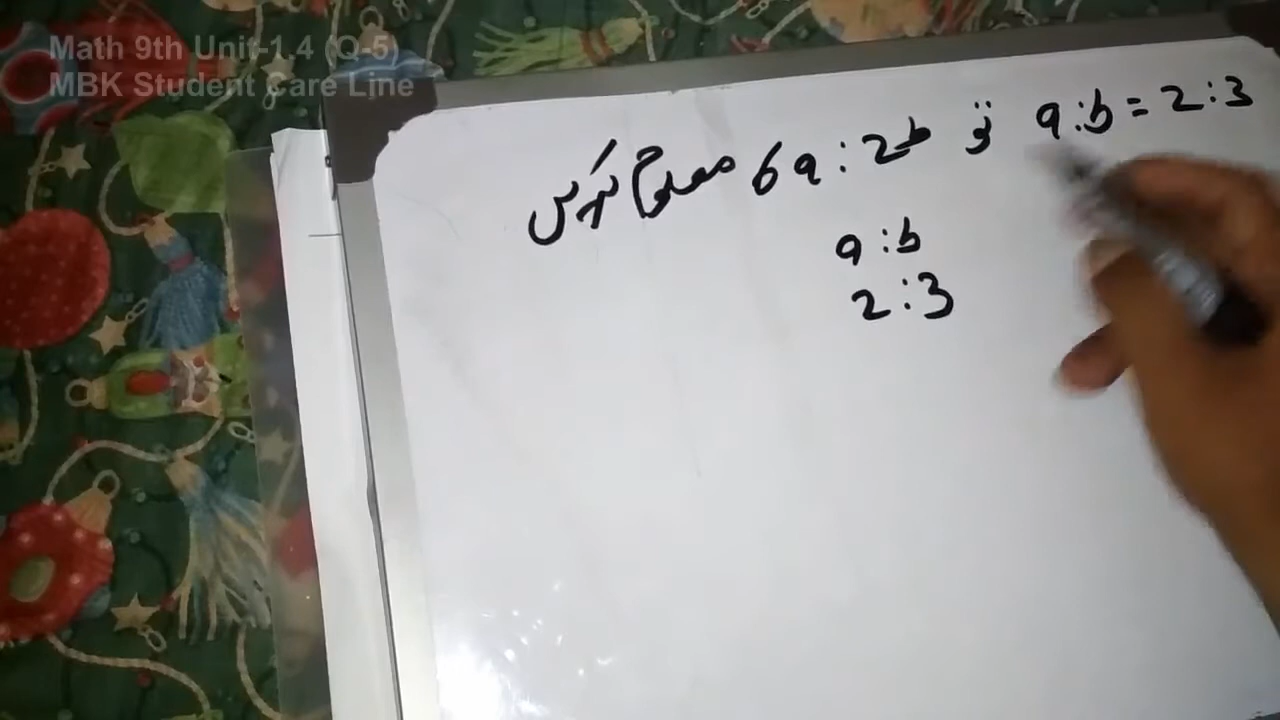 Math 9th Unit-1.4 (Q-5)
MBK Student Care Line
a:b = 2:3 تو 6a : 2b معلوم کریں
a : b
2 : 3